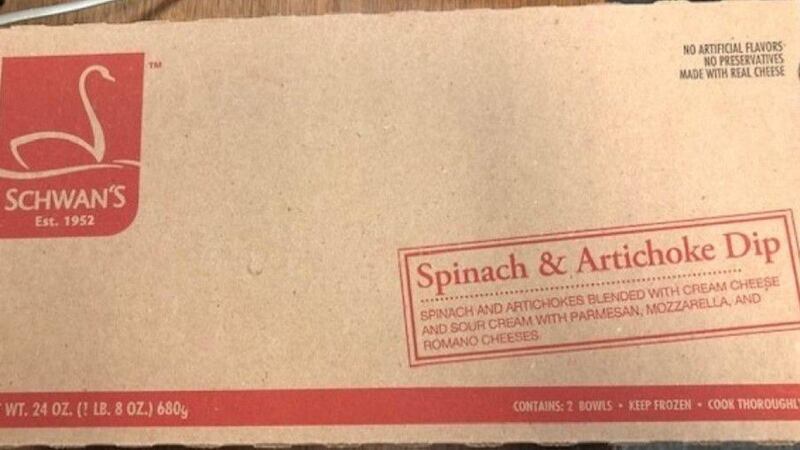 NO ARTIFICIAL FLAVORS
NO PRESERVATIVES
MADE WITH REAL CHEESE
TM
SCHWAN'S
Est. 1952
Spinach & Artichoke Dip
SPINACH AND ARTICHOKES BLENDED WITH CREAM CHEESE
AND SOUR CREAM WITH PARMESAN, MOZZARELLA, AND
ROMANO CHEESES
WT. 24 OZ. (1 LB. 8 OZ.) 680g
CONTAINS: 2 BOWLS • KEEP FROZEN • COOK THOROUGHLY